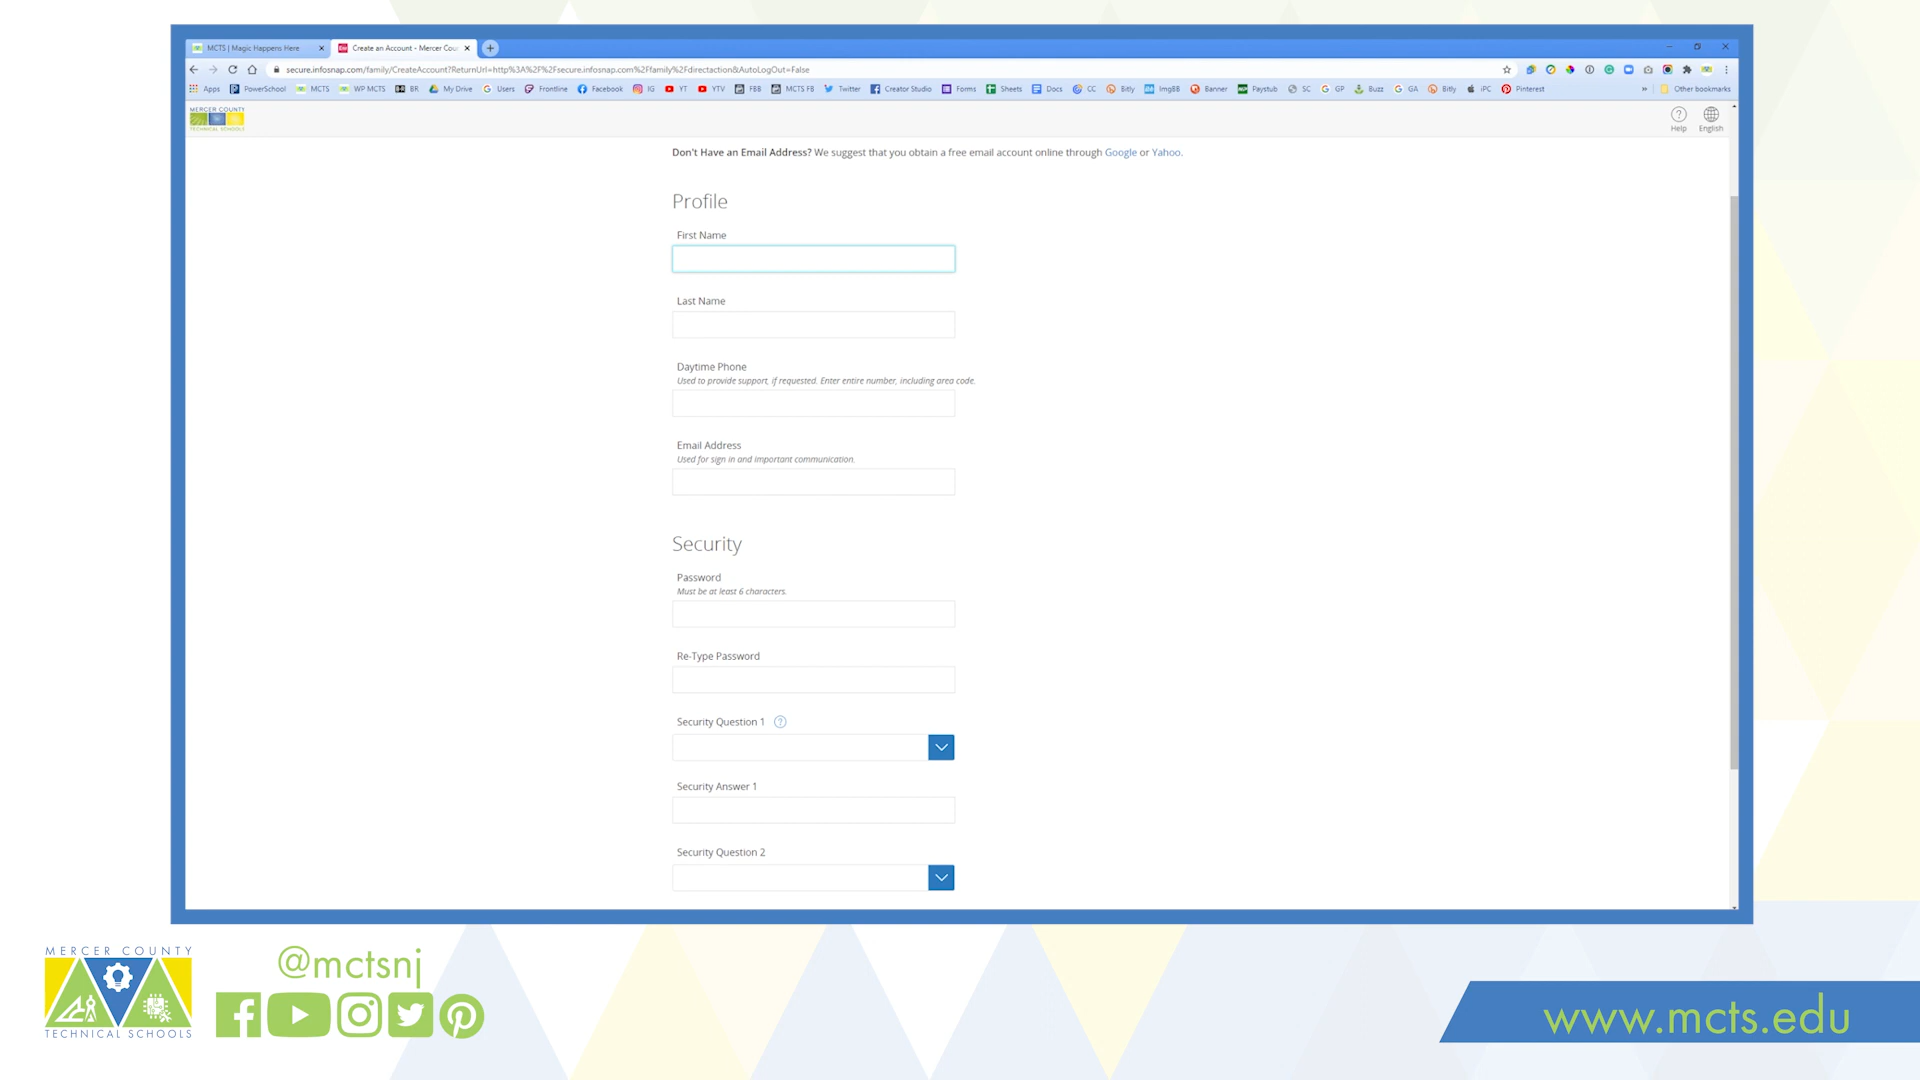 MCTS | Magic Happens Here
Create an Account - Mercer Cou
secure.infosnap.com/family/CreateAccount?ReturnUrl=http%3A%2F%2Fsecure.infosnap.com%2Ffamily%2Fdirectaction&AutoLogOut=False
Apps PowerSchool MCTS WP MCTS BR My Drive Users Frontline Facebook IG YT YTV FBB MCTS FB Twitter Creator Studio Forms Sheets Docs CC Bitly ImgBB Banner Paystub SC GP Buzz GA Bitly iPC Pinterest » Other bookmarks
MERCER COUNTY
TECHNICAL SCHOOLS
Help English
Don't Have an Email Address? We suggest that you obtain a free email account online through Google or Yahoo.
Profile
First Name
Last Name
Daytime Phone
Used to provide support, if requested. Enter entire number, including area code.
Email Address
Used for sign in and important communication.
Security
Password
Must be at least 6 characters.
Re-Type Password
Security Question 1 ?
Security Answer 1
Security Question 2
MERCER COUNTY
TECHNICAL SCHOOLS
@mctsnj
www.mcts.edu